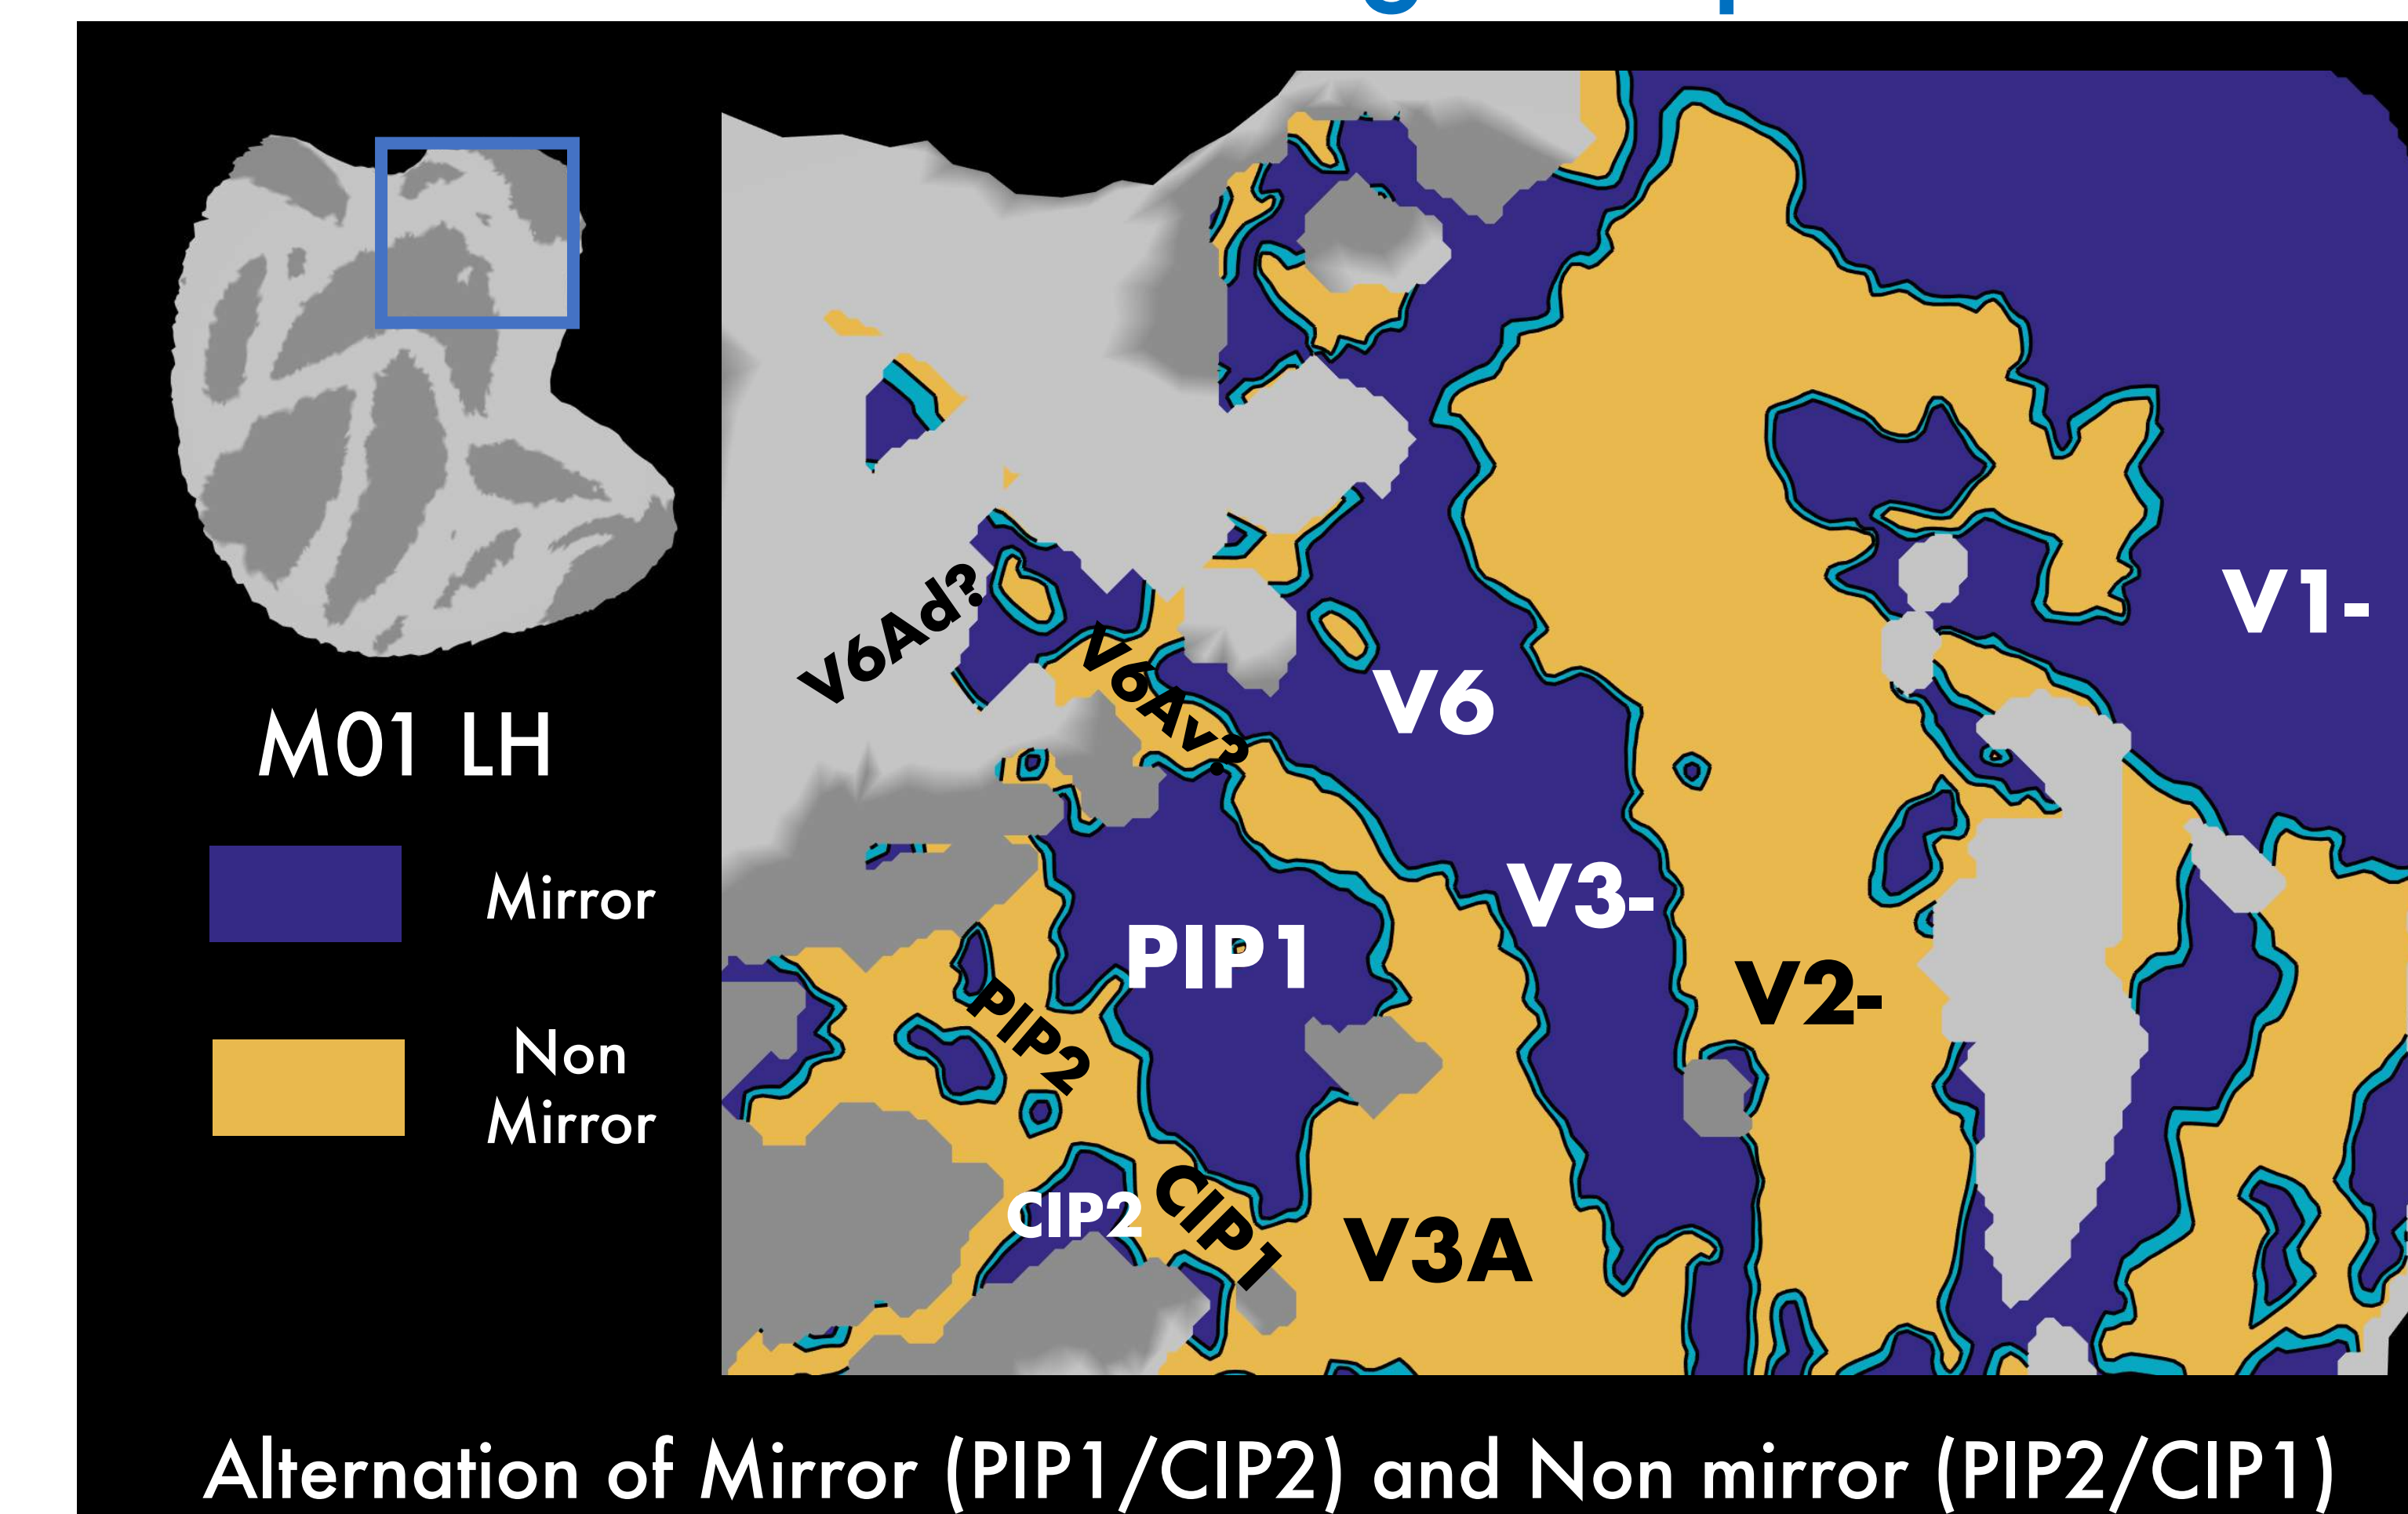 M01 LH
Mirror
Non
Mirror
V6Ad?
V6Av?
V6
V1-
V3-
PIP1
V2-
PIP2
CIP2
CIP1
V3A
Alternation of Mirror (PIP1/CIP2) and Non mirror (PIP2/CIP1)